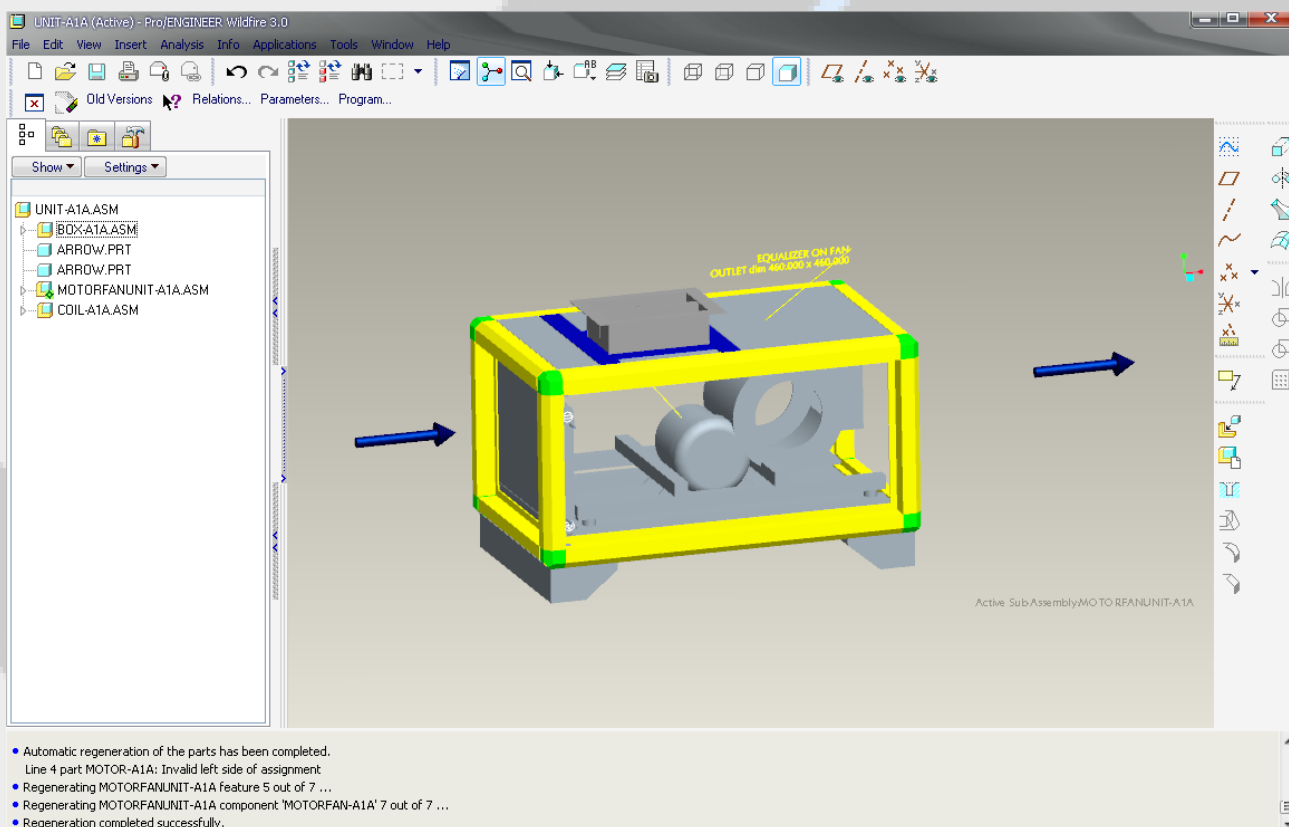 UNIT-A1A (Active) - Pro/ENGINEER Wildfire 3.0
File Edit View Insert Analysis Info Applications Tools Window Help
Old Versions Relations... Parameters... Program...
Show Settings
UNIT-A1A.ASM
BOX-A1A.ASM
ARROW.PRT
ARROW.PRT
MOTORFANUNIT-A1A.ASM
COIL-A1A.ASM
EQUALIZER ON FAN-
OUTLET dim 460.000 x 460.000
Active Sub-Assembly:MOTORFANUNIT-A1A
Automatic regeneration of the parts has been completed.
Line 4 part MOTOR-A1A: Invalid left side of assignment
Regenerating MOTORFANUNIT-A1A feature 5 out of 7 ...
Regenerating MOTORFANUNIT-A1A component 'MOTORFAN-A1A' 7 out of 7 ...
Regeneration completed successfully.